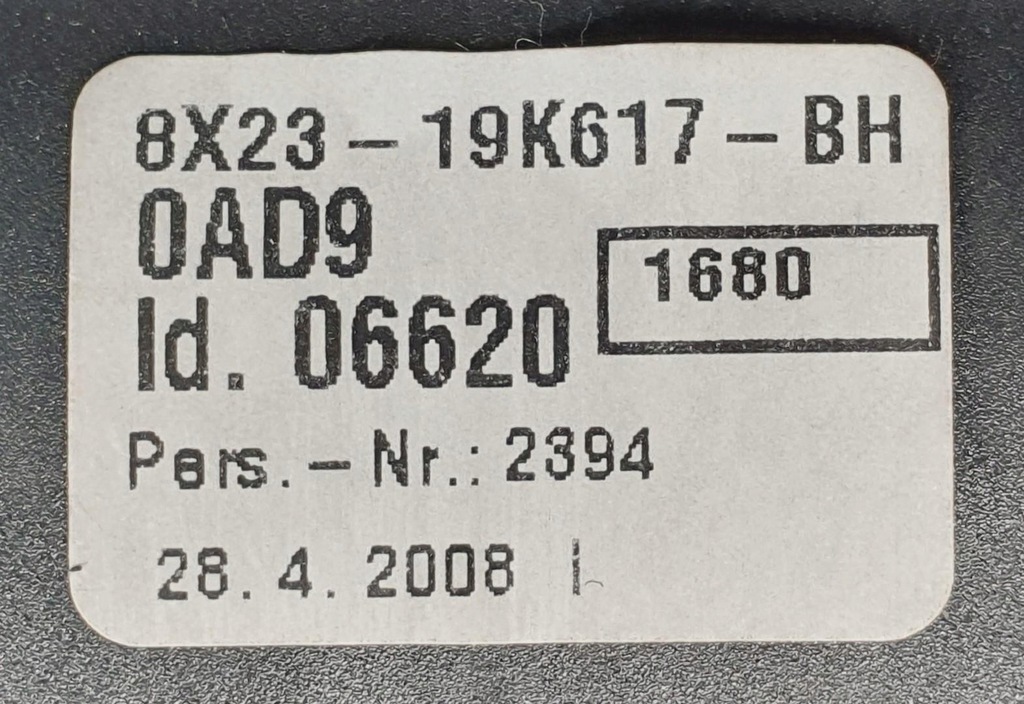 8X23-19K617-BH
0AD9
1680
Id. 06620
Pers.-Nr.: 2394
28.4.2008 |